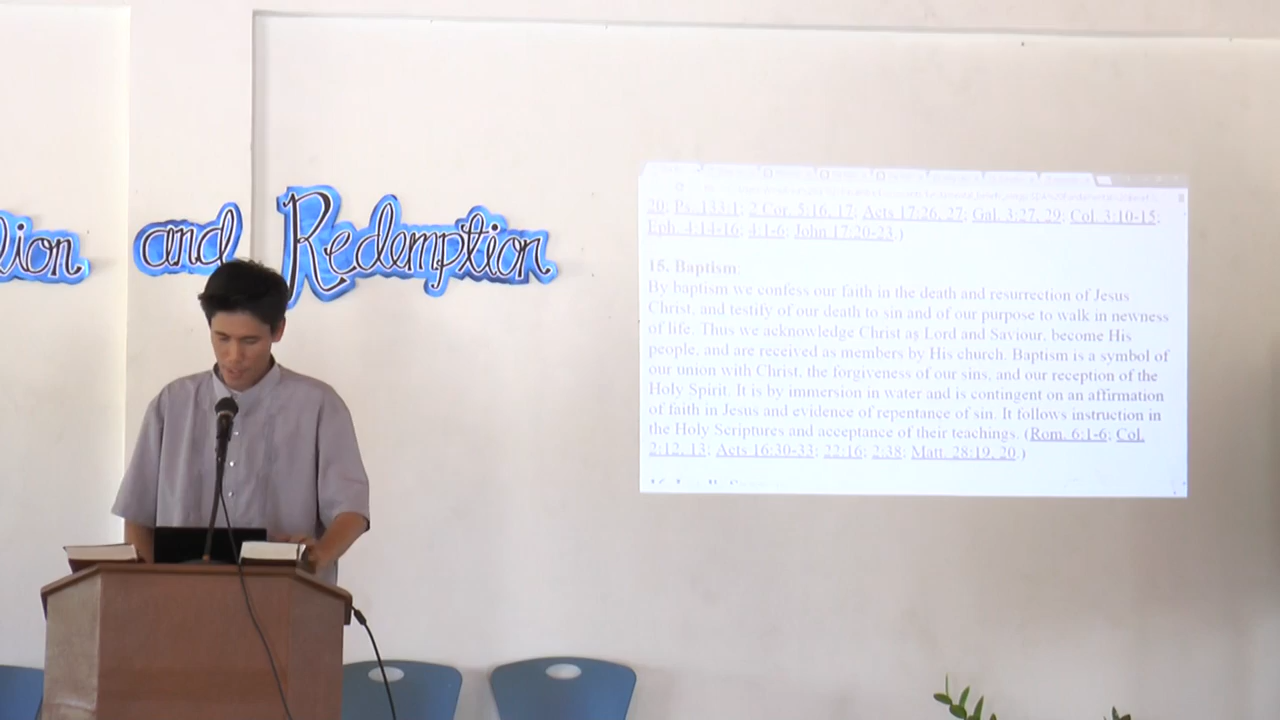 tion and Redemption
20, Ps. 133:1; 2 Cor. 5:16, 17; Acts 17:26, 27; Gal. 3:27, 29; Col. 3:10-15;
Eph. 4:14-16; 4:1-6; John 17:20-23.)
15. Baptism:
By baptism we confess our faith in the death and resurrection of Jesus
Christ, and testify of our death to sin and of our purpose to walk in newness
of life. Thus we acknowledge Christ as Lord and Saviour, become His
people, and are received as members by His church. Baptism is a symbol of
our union with Christ, the forgiveness of our sins, and our reception of the
Holy Spirit. It is by immersion in water and is contingent on an affirmation
of faith in Jesus and evidence of repentance of sin. It follows instruction in
the Holy Scriptures and acceptance of their teachings. (Rom. 6:1-6; Col.
2:12, 13; Acts 16:30-33; 22:16; 2:38; Matt. 28:19, 20.)